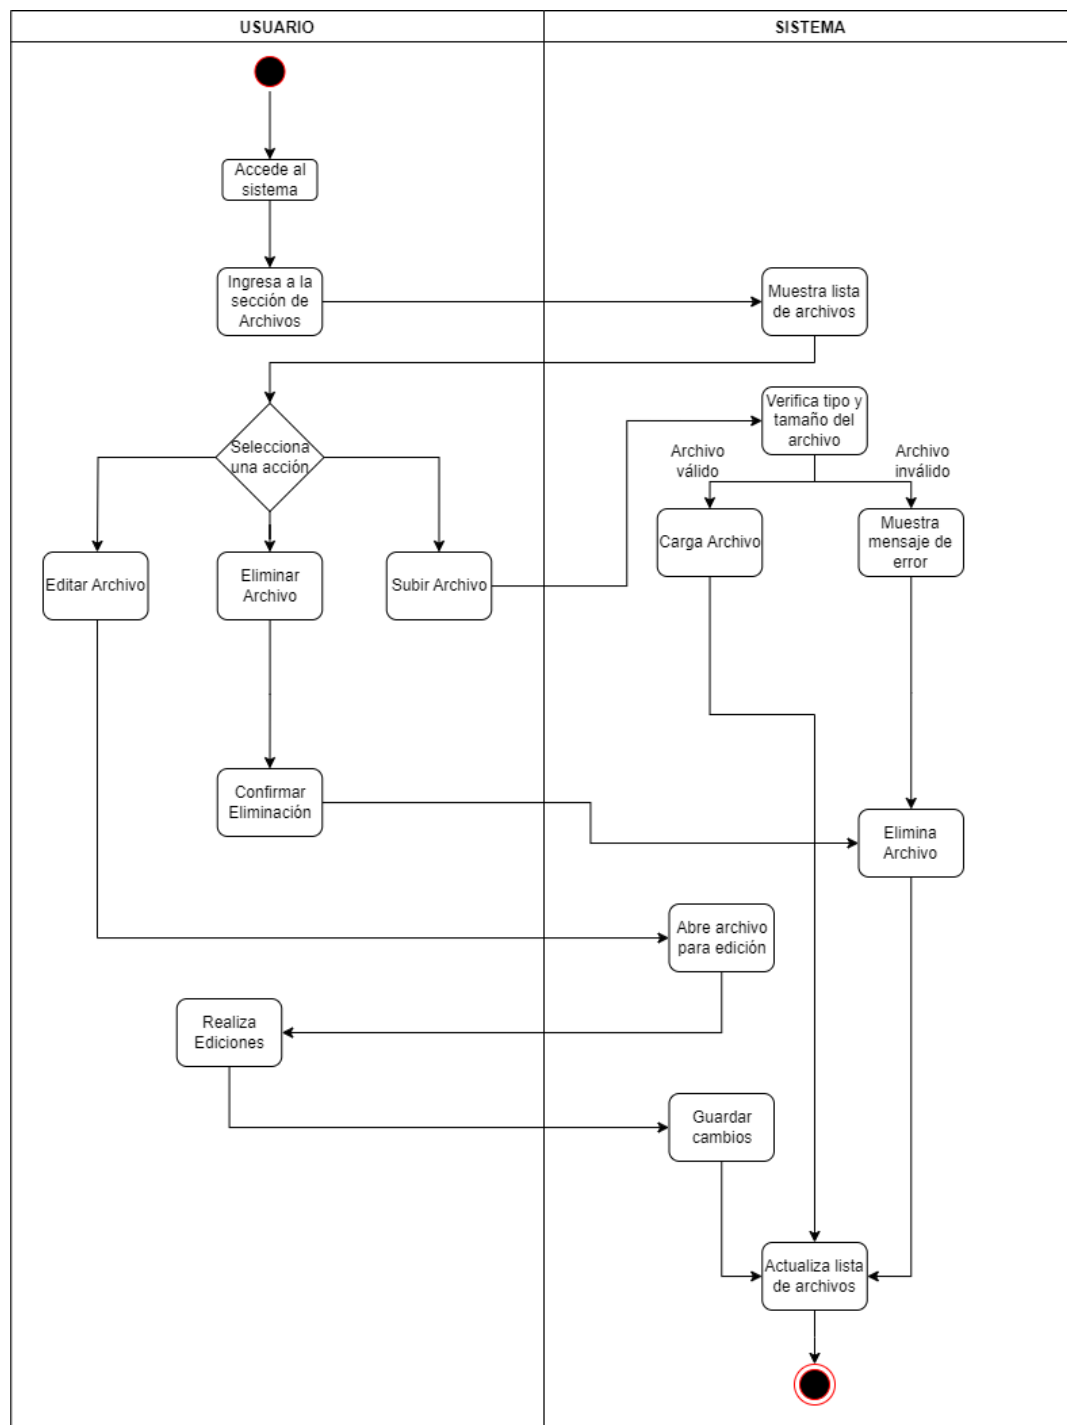 USUARIO
SISTEMA
Accede al
sistema
Ingresa a la
sección de
Archivos
Muestra lista
de archivos
Selecciona
una acción
Verifica tipo y
tamaño del
archivo
Archivo
válido
Archivo
inválido
Editar Archivo
Eliminar
Archivo
Subir Archivo
Carga Archivo
Muestra
mensaje de
error
Confirmar
Eliminación
Elimina
Archivo
Abre archivo
para edición
Realiza
Ediciones
Guardar
cambios
Actualiza lista
de archivos